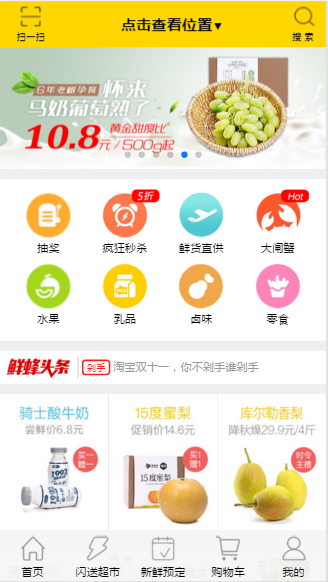 扫一扫
点击查看位置▼
搜 索
6年老树孕育
怀来
马奶葡萄熟了
10.8元/500g起
黄金甜度比
抽奖
5折
疯狂秒杀
鲜货直供
Hot
大闸蟹
水果
乳品
卤味
零食
鲜蜂头条
剁手
淘宝双十一，你不剁手谁剁手
骑士酸牛奶
尝鲜价6.8元
买一
赠一
15度蜜梨
促销价14.6元
买1
赠1
库尔勒香梨
降秋燥29.9元/4斤
时令
主推
首页
闪送超市
新鲜预定
购物车
我的